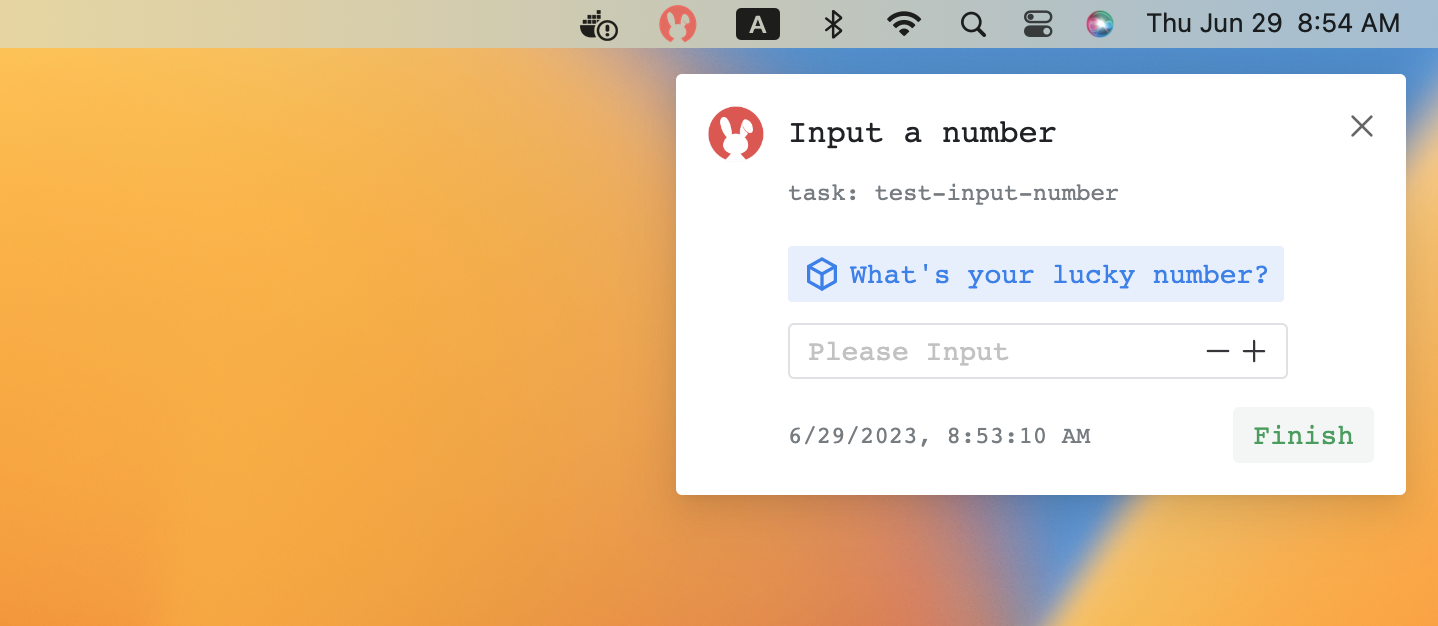 A Thu Jun 29 8:54 AM
Input a number
task: test-input-number
What's your lucky number?
Please Input
6/29/2023, 8:53:10 AM Finish